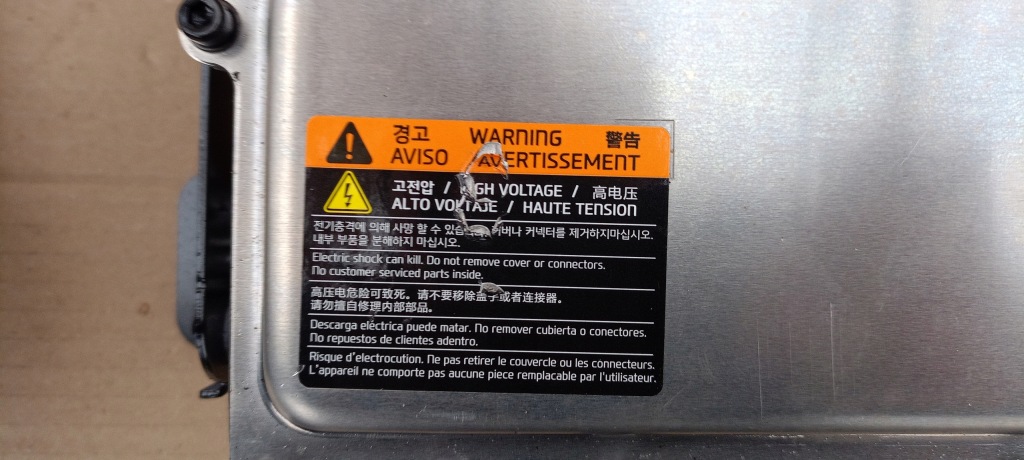 경고 WARNING 警告
AVISO AVERTISSEMENT
고전압 / HIGH VOLTAGE / 高电压
ALTO VOLTAJE / HAUTE TENSION
전기충격에 의해 사망 할 수 커버나 커넥터를 제거하지마십시오.
내부 부품을 분해하지 마십시오.
Electric shock can kill. Do not remove cover or connectors.
No customer serviced parts inside.
高压电危险可致死。请不要移除盖子或者连接器。
请勿擅自修理内部部品。
Descarga eléctrica puede matar. No remover cubierta o conectores.
No repuestos de clientes adentro.
Risque d'electrocution. Ne pas retirer le couvercle ou les connecteurs.
L'appareil ne comporte pas aucune piece remplacable par l'utilisateur.